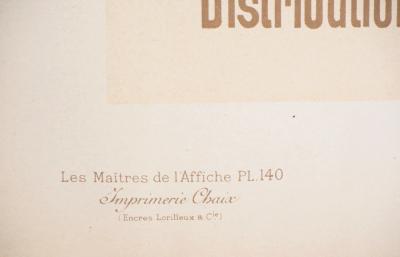 Distribution
Les Maîtres de l'Affiche PL.140
Imprimerie Chaix
(Encres Lorilleux & Cie)